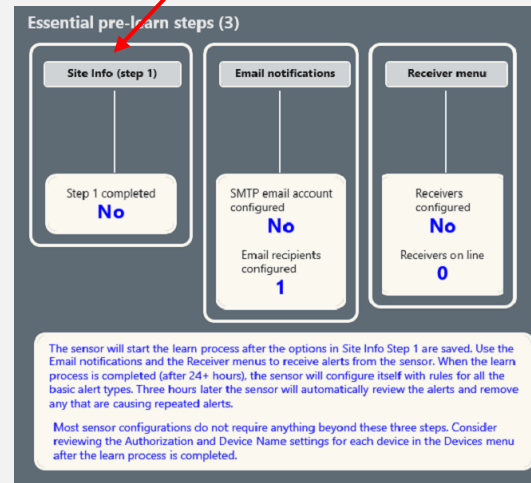 Essential pre-learn steps (3)
Site Info (step 1)
Email notifications
Receiver menu
Step 1 completed
No
SMTP email account
configured
No
Email recipients
configured
1
Receivers
configured
No
Receivers on line
0
The sensor will start the learn process after the options in Site Info Step 1 are saved. Use the
Email notifications and the Receiver menus to receive alerts from the sensor. When the learn
process is completed (after 24+ hours), the sensor will configure itself with rules for all the
basic alert types. Three hours later the sensor will automatically review the alerts and remove
any that are causing repeated alerts.
Most sensor configurations do not require anything beyond these three steps. Consider
reviewing the Authorization and Device Name settings for each device in the Devices menu
after the learn process is completed.